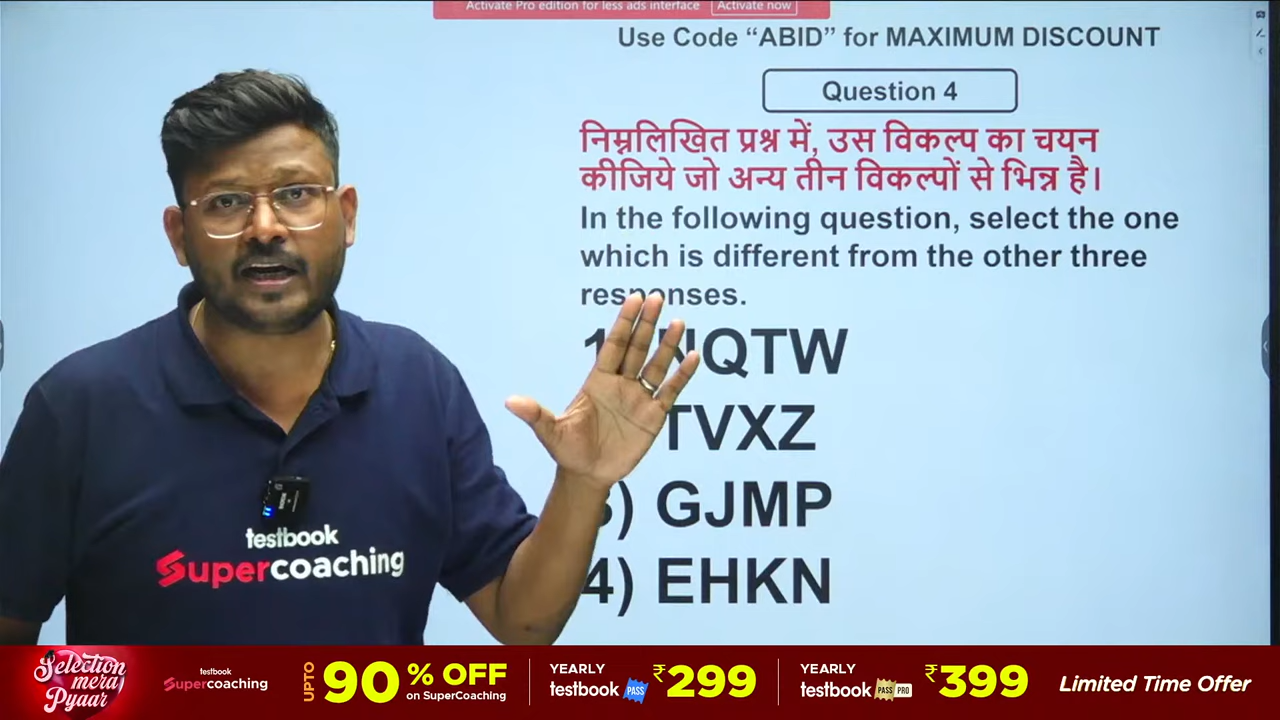 Activate Pro edition for less ads interface Activate now
Use Code “ABID” for MAXIMUM DISCOUNT
Question 4
निम्नलिखित प्रश्न में, उस विकल्प का चयन
कीजिये जो अन्य तीन विकल्पों से भिन्न है।
In the following question, select the one
which is different from the other three
responses.
NQTW
TVXZ
3) GJMP
4) EHKN
testbook
Supercoaching
Selection
mera
Pyaar
testbook
Supercoaching
UPTO 90% OFF
on SuperCoaching
YEARLY
testbook PASS
₹299
YEARLY
testbook PASS PRO
₹399
Limited Time Offer